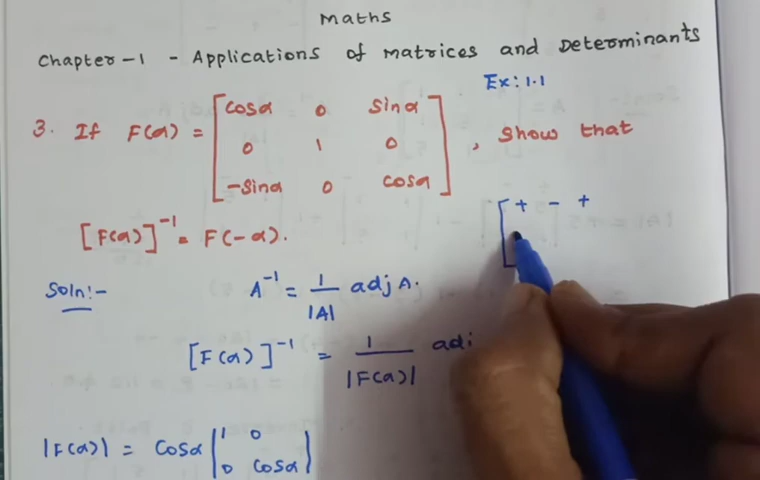 Maths
Chapter-1 - Applications of Matrices and Determinants
Ex: 1.1
3. If F(α) = [cosα 0 sinα
0 1 0
-sinα 0 cosα], show that
[F(α)]⁻¹ = F(-α).
[+ - +
Soln:- A⁻¹ = 1/|A| adj A.
[F(α)]⁻¹ = 1/|F(α)| adj
|F(α)| = cosα |1 0
0 cosα|